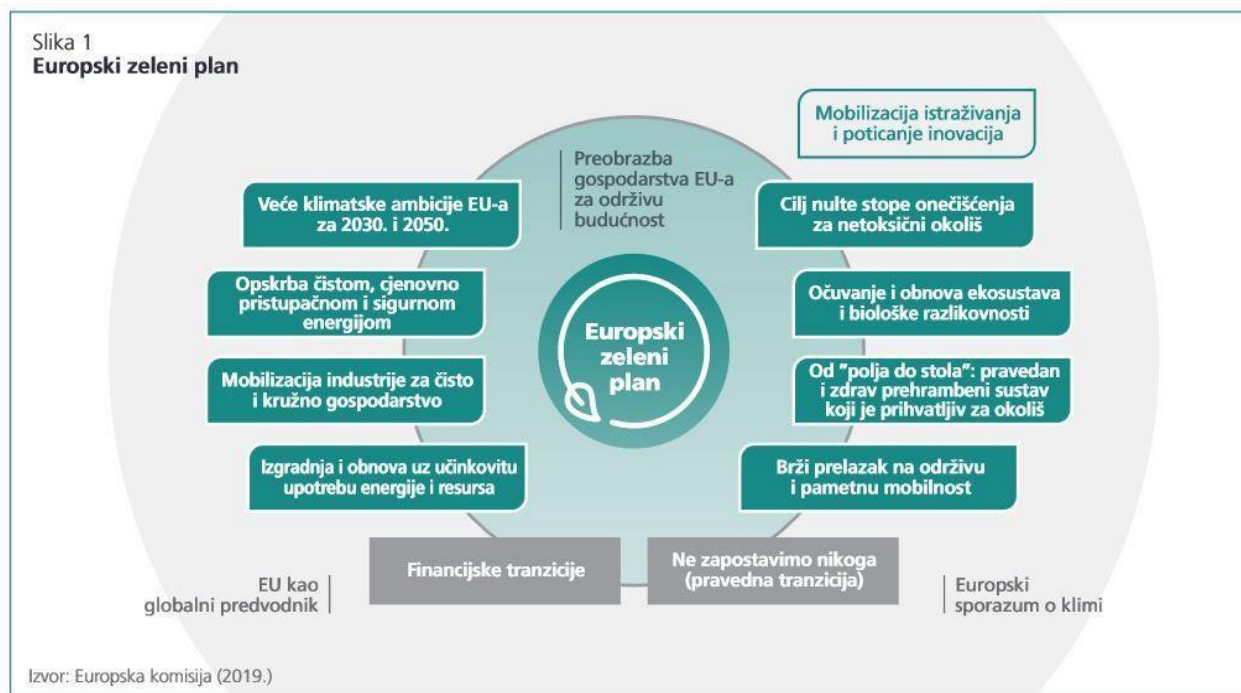 Slika 1
Europski zeleni plan
Mobilizacija istraživanja
i poticanje inovacija
Preobrazba
gospodarstva EU-a
za održivu
budućnost
Veće klimatske ambicije EU-a
za 2030. i 2050.
Cilj nulte stope onečišćenja
za netoksični okoliš
Opskrba čistom, cjenovno
pristupačnom i sigurnom
energijom
Očuvanje i obnova ekosustava
i biološke razlikovnosti
Europski
zeleni
plan
Mobilizacija industrije za čisto
i kružno gospodarstvo
Od "polja do stola": pravedan
i zdrav prehrambeni sustav
koji je prihvatljiv za okoliš
Izgradnja i obnova uz učinkovitu
upotrebu energije i resursa
Brži prelazak na održivu
i pametnu mobilnost
Financijske tranzicije
Ne zapostavimo nikoga
(pravedna tranzicija)
EU kao
globalni predvodnik
Europski
sporazum o klimi
Izvor: Europska komisija (2019.)